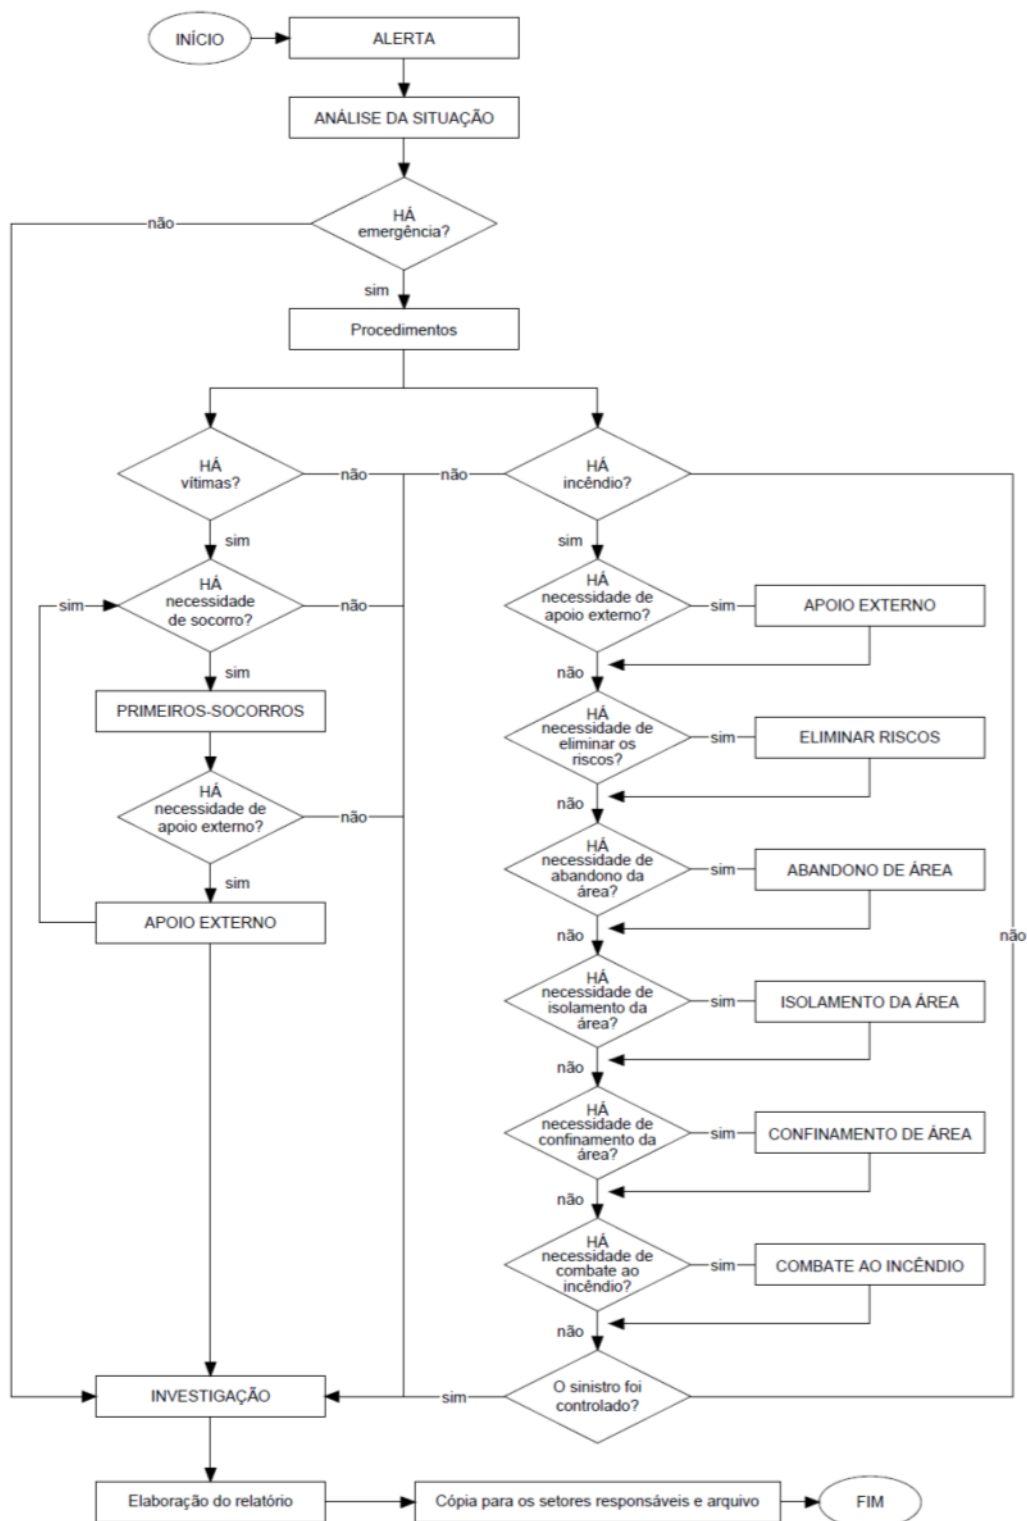 INÍCIO
ALERTA
ANÁLISE DA SITUAÇÃO
HÁ
emergência?
não
sim
Procedimentos
HÁ
vítimas?
não
não
HÁ
incêndio?
sim
sim
HÁ
necessidade
de socorro?
sim
não
HÁ
necessidade de
apoio externo?
sim
APOIO EXTERNO
sim
não
PRIMEIROS-SOCORROS
HÁ
necessidade de
eliminar os
riscos?
sim
ELIMINAR RISCOS
não
HÁ
necessidade de
apoio externo?
não
sim
APOIO EXTERNO
HÁ
necessidade de
abandono da
área?
sim
ABANDONO DE ÁREA
não
não
HÁ
necessidade de
isolamento da
área?
sim
ISOLAMENTO DA ÁREA
não
HÁ
necessidade de
confinamento da
área?
sim
CONFINAMENTO DE ÁREA
não
HÁ
necessidade de
combate ao
incêndio?
sim
COMBATE AO INCÊNDIO
não
O sinistro foi
controlado?
sim
INVESTIGAÇÃO
Elaboração do relatório
Cópia para os setores responsáveis e arquivo
FIM